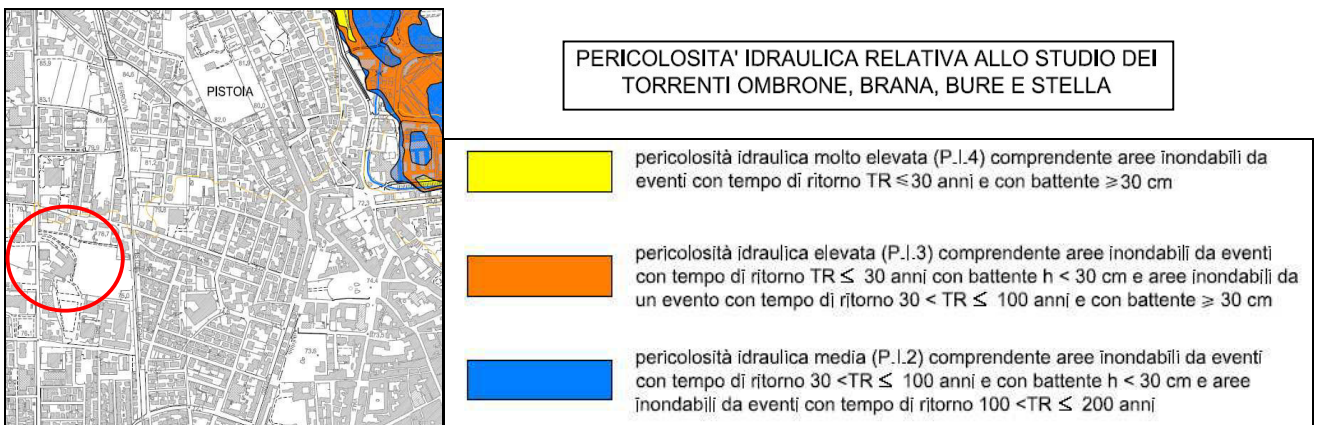 PISTOIA
PERICOLOSITA' IDRAULICA RELATIVA ALLO STUDIO DEI
TORRENTI OMBRONE, BRANA, BURE E STELLA
pericolosità idraulica molto elevata (P.I.4) comprendente aree inondabili da
eventi con tempo di ritorno TR ≤ 30 anni e con battente ≥ 30 cm
pericolosità idraulica elevata (P.I.3) comprendente aree inondabili da eventi
con tempo di ritorno TR ≤ 30 anni con battente h < 30 cm e aree inondabili da
un evento con tempo di ritorno 30 < TR ≤ 100 anni e con battente ≥ 30 cm
pericolosità idraulica media (P.I.2) comprendente aree inondabili da eventi
con tempo di ritorno 30 <TR ≤ 100 anni e con battente h < 30 cm e aree
inondabili da eventi con tempo di ritorno 100 <TR ≤ 200 anni